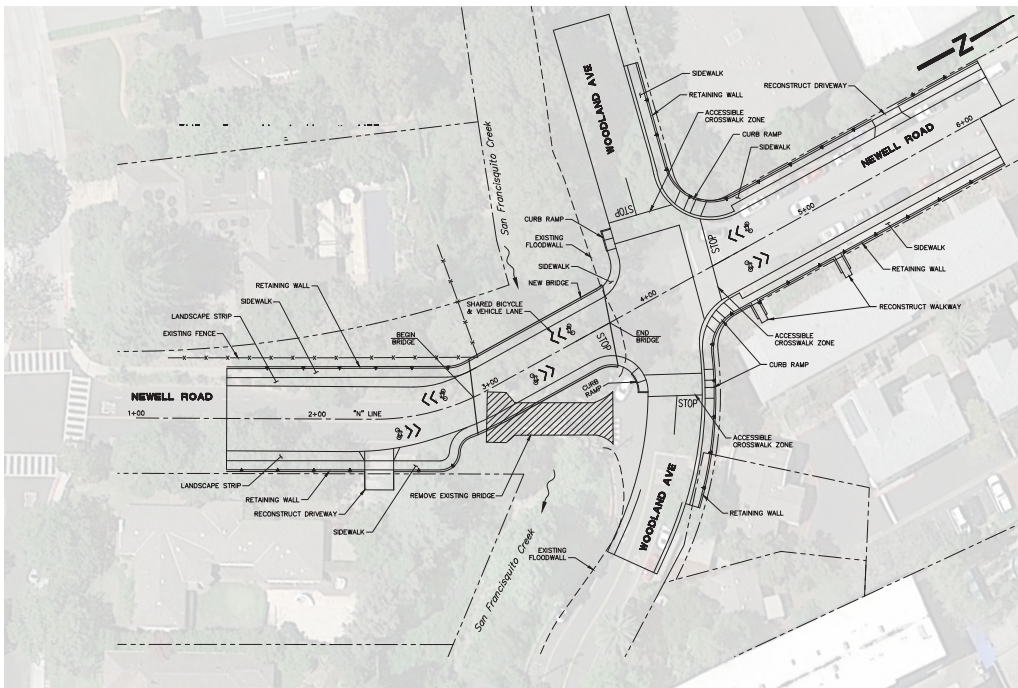 N
WOODLAND AVE
SIDEWALK
RETAINING WALL
RECONSTRUCT DRIVEWAY
ACCESSIBLE
CROSSWALK ZONE
CURB RAMP
SIDEWALK
NEWELL ROAD
6+00
5+00
San Francisquito Creek
STOP
STOP
CURB RAMP
EXISTING
FLOODWALL
SIDEWALK
NEW BRIDGE
4+00
SIDEWALK
RETAINING WALL
RECONSTRUCT WALKWAY
RETAINING WALL
SIDEWALK
LANDSCAPE STRIP
EXISTING FENCE
SHARED BICYCLE
& VEHICLE LANE
BEGIN
BRIDGE
END
BRIDGE
STOP
ACCESSIBLE
CROSSWALK ZONE
CURB RAMP
3+00
CURB
RAMP
NEWELL ROAD
1+00
2+00
"N" LINE
STOP
ACCESSIBLE
CROSSWALK ZONE
LANDSCAPE STRIP
RETAINING WALL
RECONSTRUCT DRIVEWAY
SIDEWALK
REMOVE EXISTING BRIDGE
WOODLAND AVE
RETAINING WALL
EXISTING
FLOODWALL
San Francisquito Creek